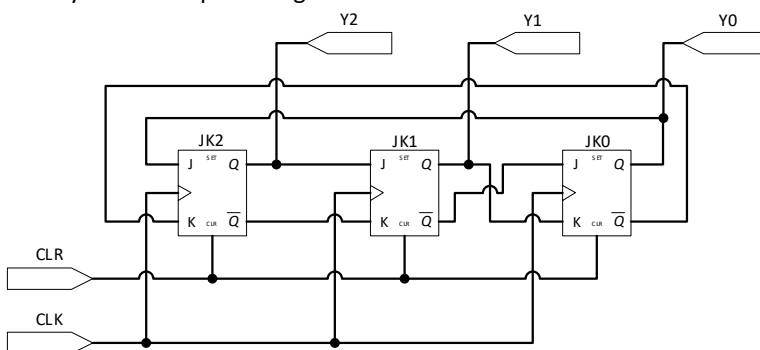 Y2 Y1 Y0
JK2 JK1 JK0
J SET Q J SET Q J SET Q
K CLR Q K CLR Q K CLR Q
CLR
CLK